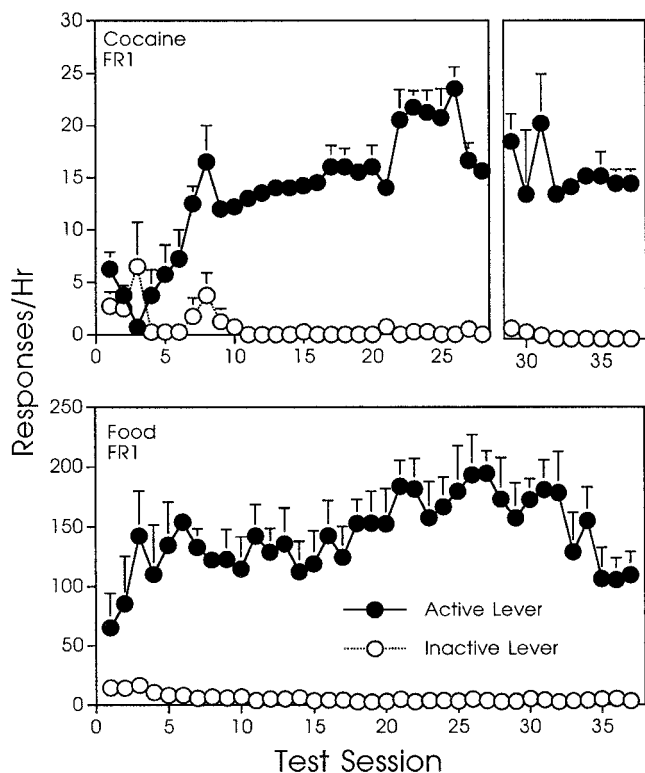 Cocaine
FR1
30
25
20
15
10
5
0
0 5 10 15 20 25 30 35
Responses/Hr
Food
FR1
250
200
150
100
50
0
Active Lever
Inactive Lever
0 5 10 15 20 25 30 35
Test Session